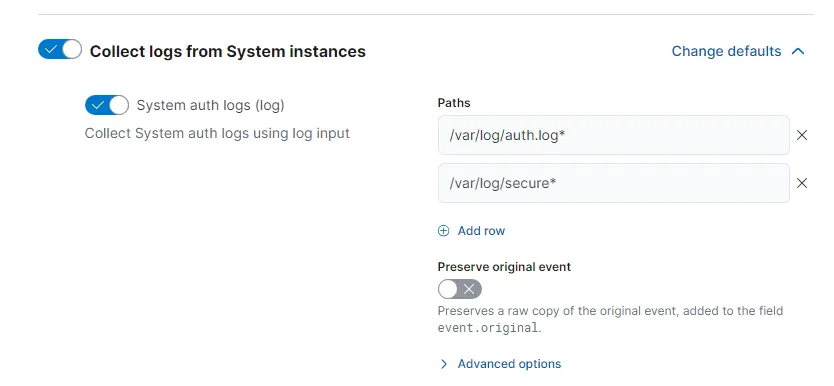 Collect logs from System instances
Change defaults
System auth logs (log)
Collect System auth logs using log input
Paths
/var/log/auth.log*
/var/log/secure*
Add row
Preserve original event
Preserves a raw copy of the original event, added to the field
event.original.
Advanced options